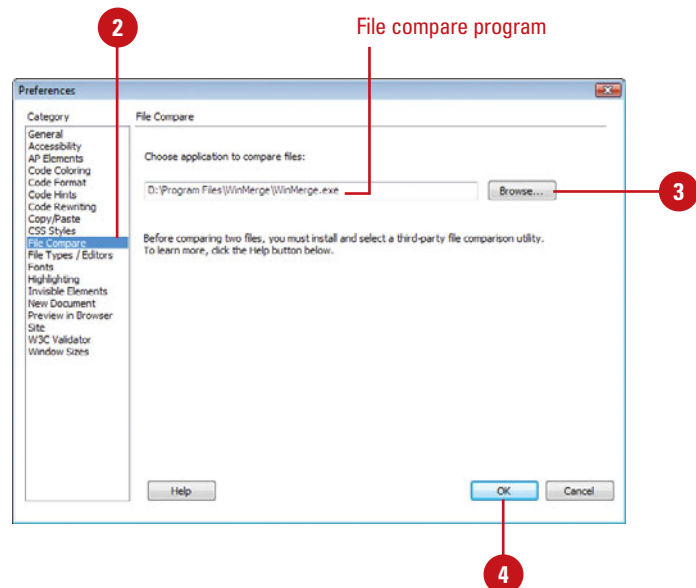 2
File compare program
Preferences
Category
File Compare
General
Accessibility
AP Elements
Code Coloring
Code Format
Code Hints
Code Rewriting
Copy/Paste
CSS Styles
File Compare
File Types / Editors
Fonts
Highlighting
Invisible Elements
New Document
Preview in Browser
Site
W3C Validator
Window Sizes
Choose application to compare files:
D:\Program Files\WinMerge\WinMerge.exe
Browse...
3
Before comparing two files, you must install and select a third-party file comparison utility.
To learn more, click the Help button below.
Help
OK
Cancel
4